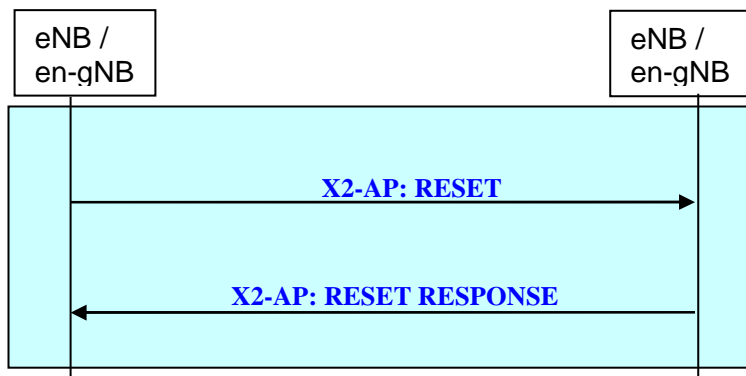 eNB /
en-gNB
eNB /
en-gNB
X2-AP: RESET
X2-AP: RESET RESPONSE